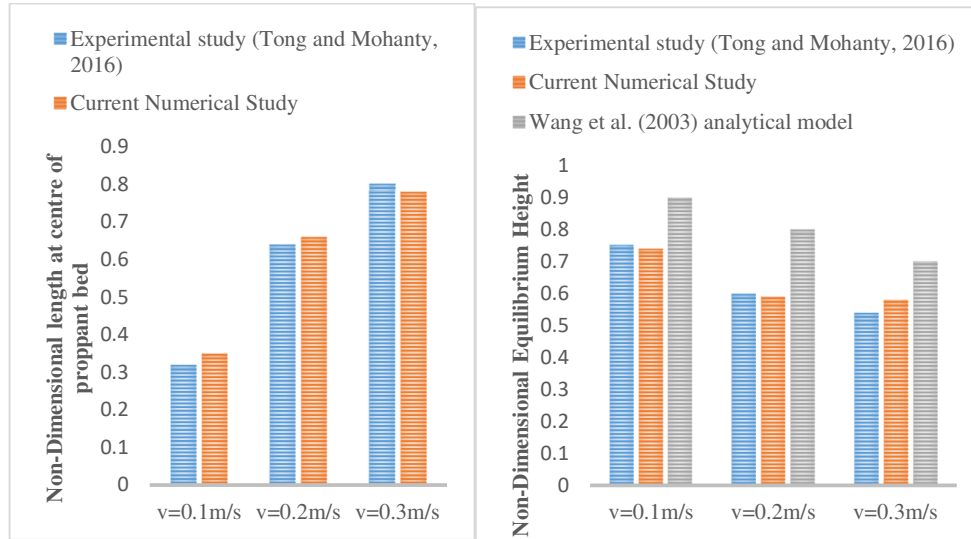 Experimental study (Tong and Mohanty,
2016)
Current Numerical Study
Non-Dimensional length at centre of
proppant bed
0.9
0.8
0.7
0.6
0.5
0.4
0.3
0.2
0.1
0
v=0.1m/s v=0.2m/s v=0.3m/s
Experimental study (Tong and Mohanty, 2016)
Current Numerical Study
Wang et al. (2003) analytical model
Non-Dimensional Equilibrium Height
1
0.9
0.8
0.7
0.6
0.5
0.4
0.3
0.2
0.1
0
v=0.1m/s v=0.2m/s v=0.3m/s